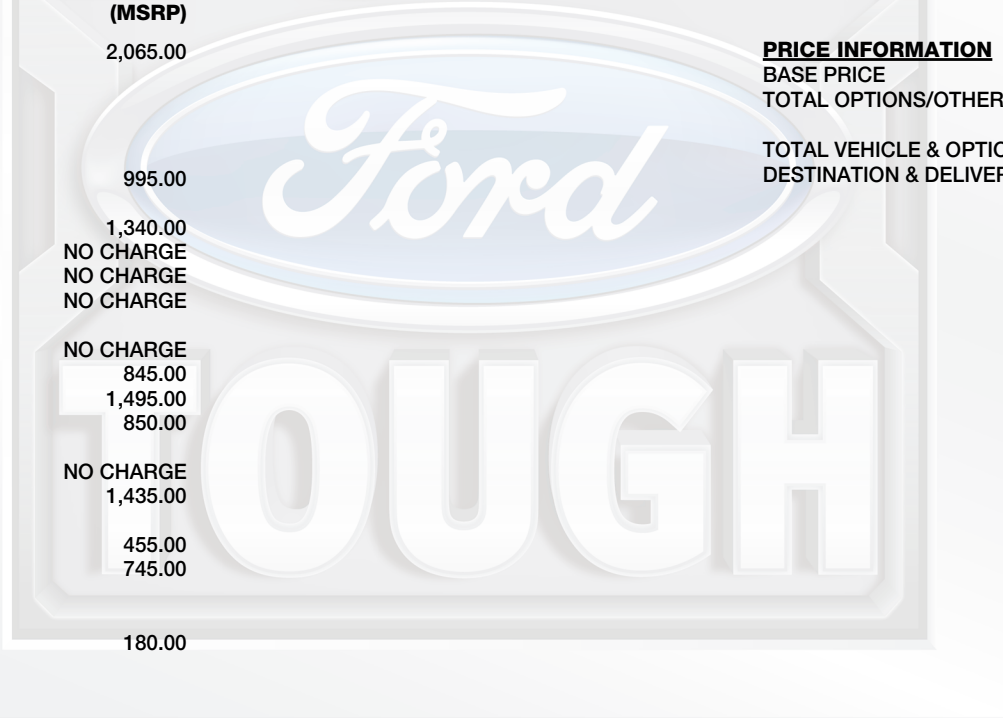 (MSRP)
2,065.00
995.00
1,340.00
NO CHARGE
NO CHARGE
NO CHARGE
NO CHARGE
845.00
1,495.00
850.00
NO CHARGE
1,435.00
455.00
745.00
180.00
PRICE INFORMATION
BASE PRICE
TOTAL OPTIONS/OTHER
TOTAL VEHICLE & OPTIO
DESTINATION & DELIVER
Ford
TOUGH